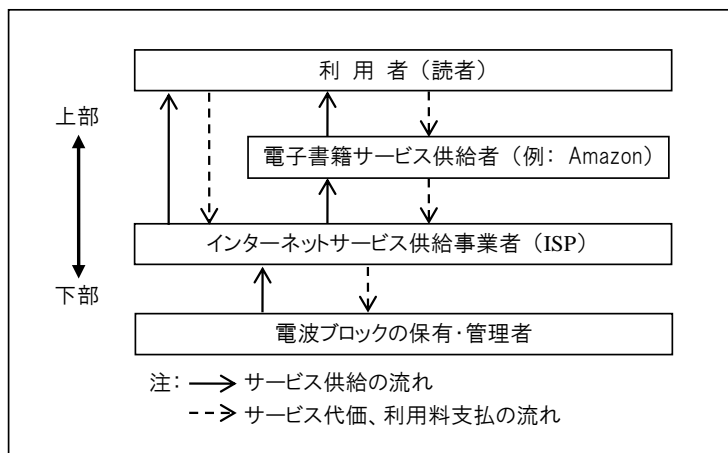 利 用 者 （読者）
上部
電子書籍サービス供給者 （例： Amazon）
インターネットサービス供給事業者 （ISP）
下部
電波ブロックの保有・管理者
注： サービス供給の流れ
サービス代価、利用料支払の流れ